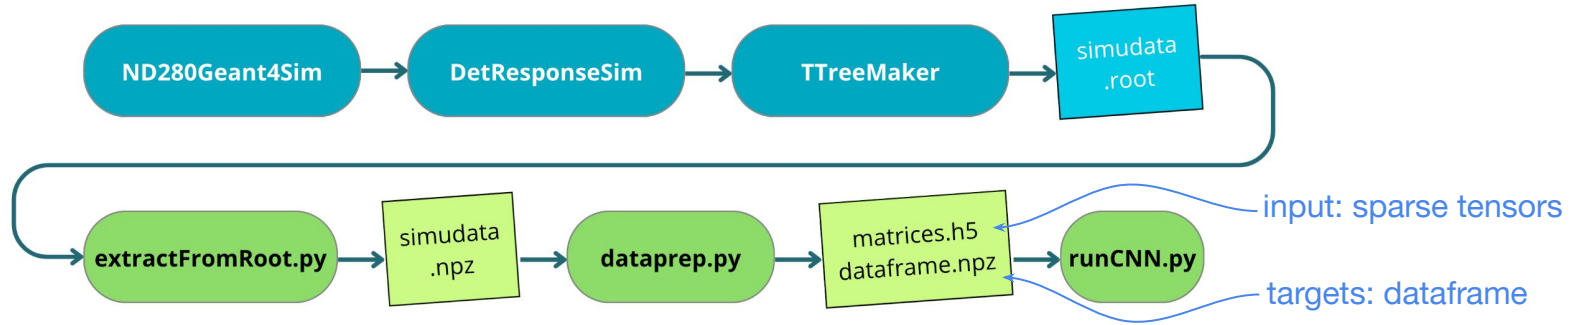 ND280Geant4Sim
DetResponseSim
TTreeMaker
simudata
.root
extractFromRoot.py
simudata
.npz
dataprep.py
matrices.h5
dataframe.npz
runCNN.py
input: sparse tensors
targets: dataframe